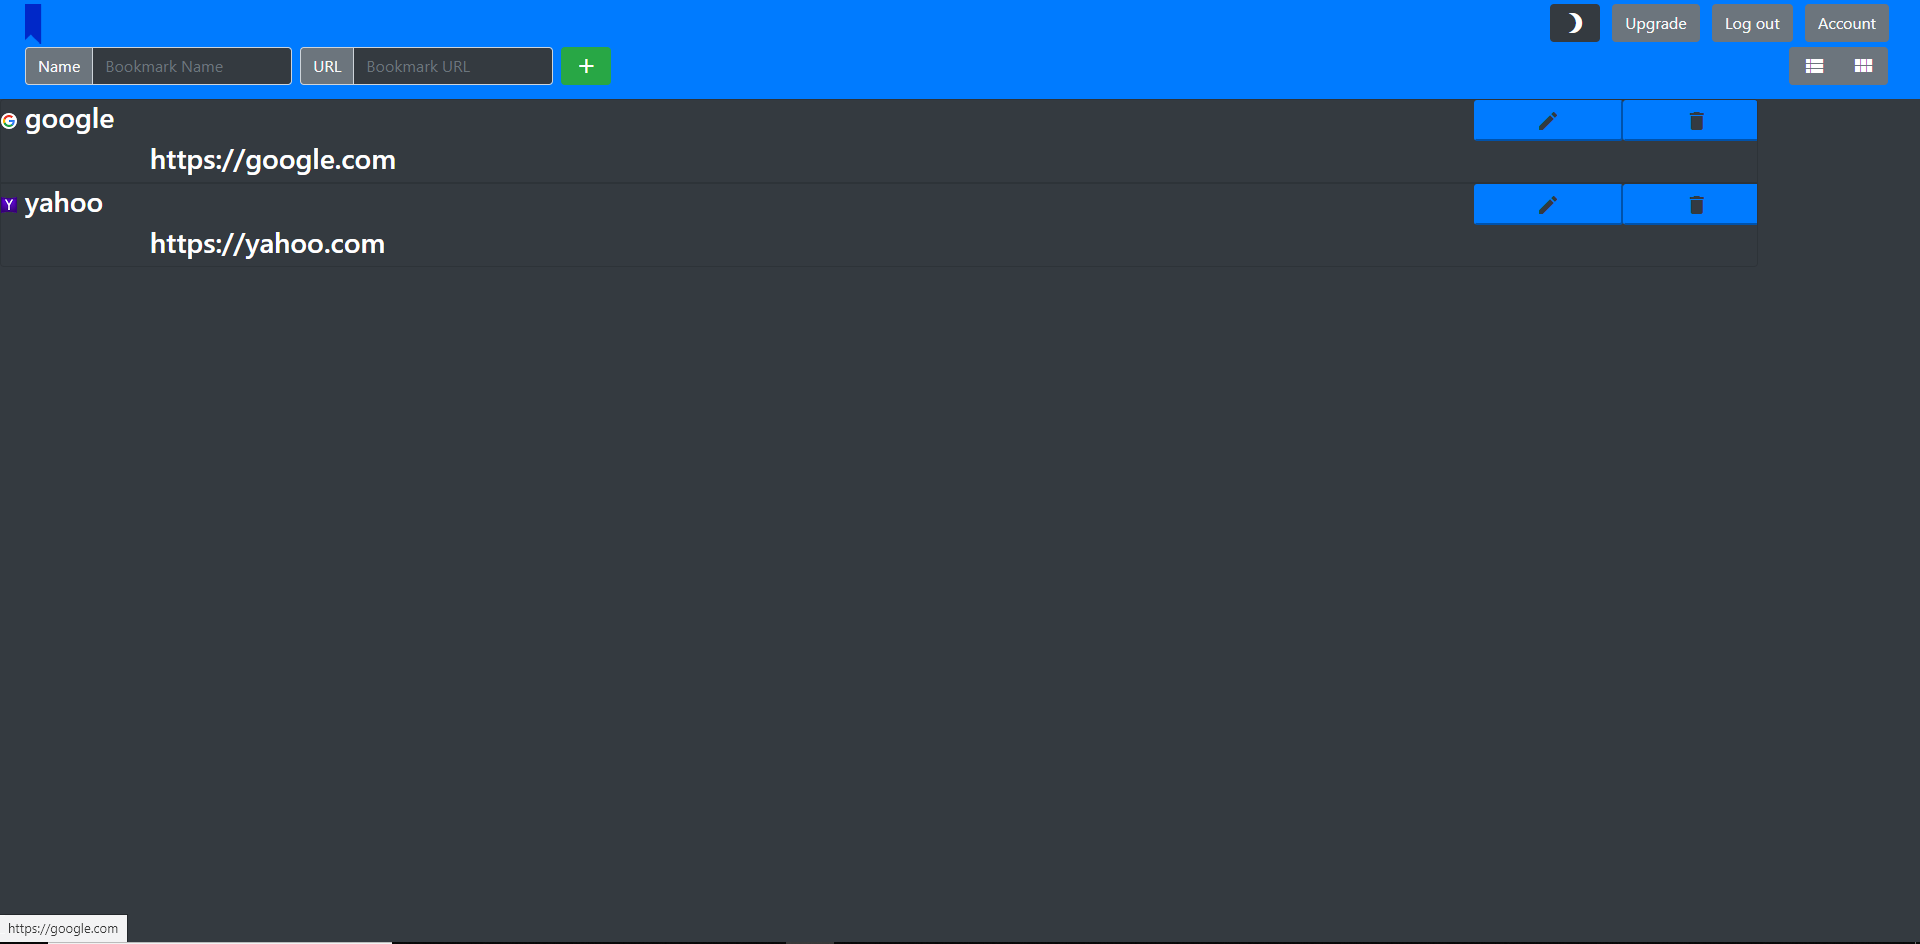 Upgrade Log out Account
Name Bookmark Name URL Bookmark URL +
google
https://google.com
Y yahoo
https://yahoo.com
https://google.com